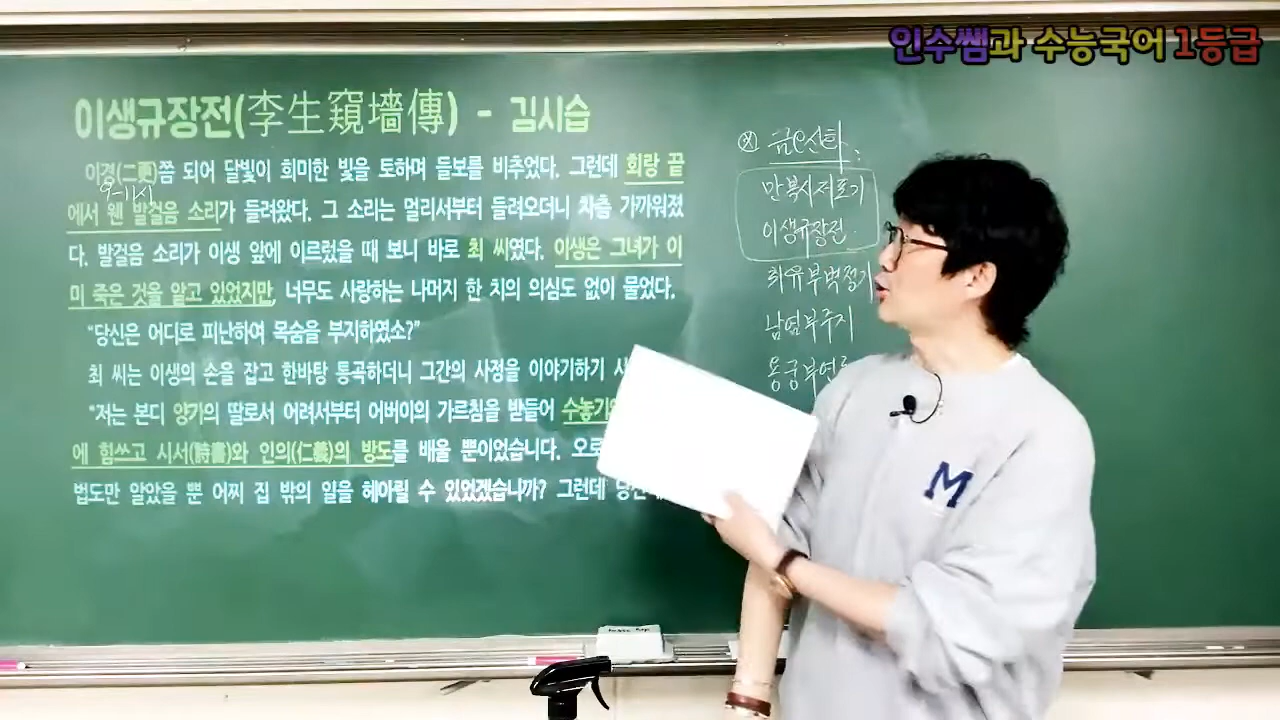 인수쌤과 수능국어 1등급
이생규장전(李生窺墻傳) - 김시습
이경(二更)쯤 되어 달빛이 희미한 빛을 토하며 들보를 비추었다. 그런데 회랑 끝
9-11시
에서 웬 발걸음 소리가 들려왔다. 그 소리는 멀리서부터 들려오더니 차츰 가까워졌
다. 발걸음 소리가 이생 앞에 이르렀을 때 보니 바로 최 씨였다. 이생은 그녀가 이
미 죽은 것을 알고 있었지만, 너무도 사랑하는 나머지 한 치의 의심도 없이 물었다.
"당신은 어디로 피난하여 목숨을 부지하였소?"
최 씨는 이생의 손을 잡고 한바탕 통곡하더니 그간의 사정을 이야기하기
"저는 본디 양가의 딸로서 어려서부터 어버이의 가르침을 받들어 수놓기
에 힘쓰고 시서(詩書)와 인의(仁義)의 방도를 배울 뿐이었습니다.
법도만 알았을 뿐 어찌 집 밖의 일을 헤아릴 수 있었겠습니까? 그런데
금오신화
만복사저포기
이생규장전
취유부벽정기
남염부주지
용궁부연록
M